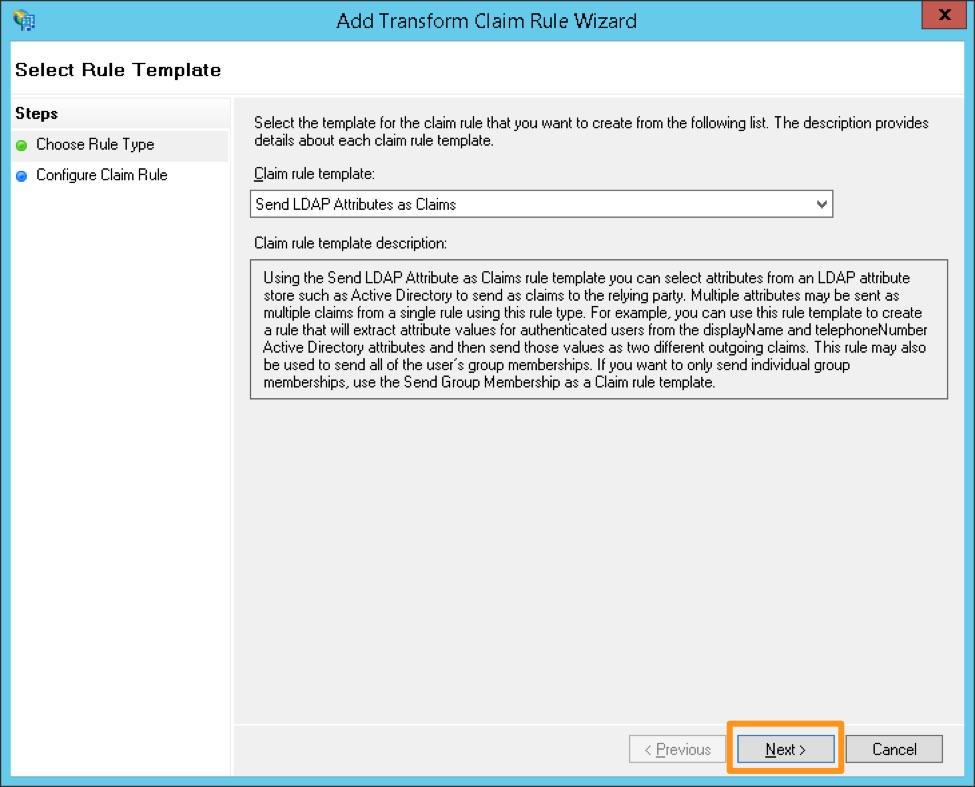 Add Transform Claim Rule Wizard
x
Select Rule Template
Steps
Choose Rule Type
Configure Claim Rule
Select the template for the claim rule that you want to create from the following list. The description provides
details about each claim rule template.
Claim rule template:
Send LDAP Attributes as Claims
Claim rule template description:
Using the Send LDAP Attribute as Claims rule template you can select attributes from an LDAP attribute
store such as Active Directory to send as claims to the relying party. Multiple attributes may be sent as
multiple claims from a single rule using this rule type. For example, you can use this rule template to create
a rule that will extract attribute values for authenticated users from the displayName and telephoneNumber
Active Directory attributes and then send those values as two different outgoing claims. This rule may also
be used to send all of the user's group memberships. If you want to only send individual group
memberships, use the Send Group Membership as a Claim rule template.
< Previous
Next >
Cancel